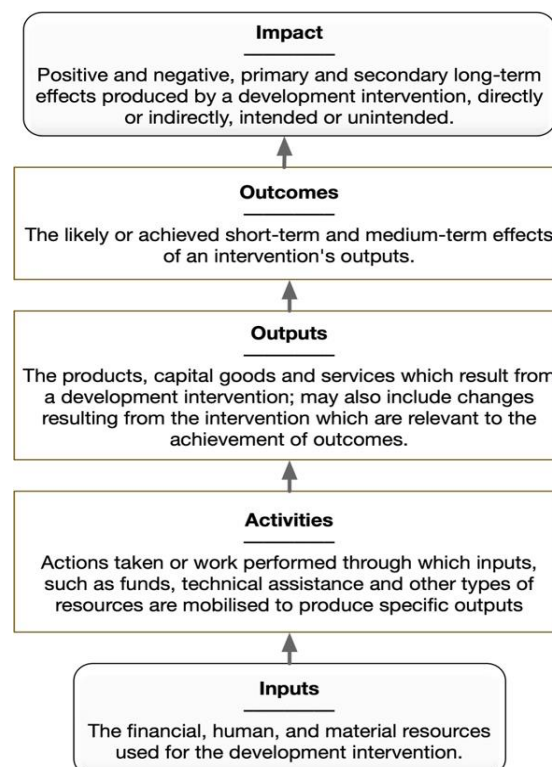 Impact
Positive and negative, primary and secondary long-term
effects produced by a development intervention, directly
or indirectly, intended or unintended.
Outcomes
The likely or achieved short-term and medium-term effects
of an intervention's outputs.
Outputs
The products, capital goods and services which result from
a development intervention; may also include changes
resulting from the intervention which are relevant to the
achievement of outcomes.
Activities
Actions taken or work performed through which inputs,
such as funds, technical assistance and other types of
resources are mobilised to produce specific outputs
Inputs
The financial, human, and material resources
used for the development intervention.